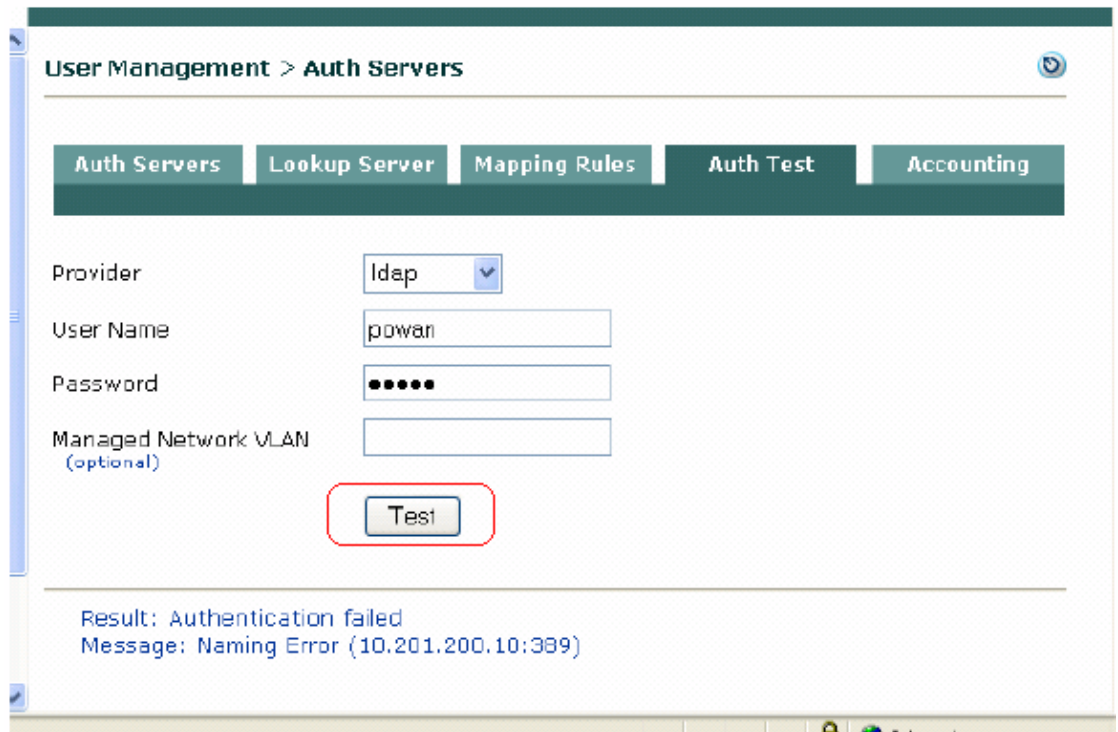 User Management > Auth Servers
Auth Servers Lookup Server Mapping Rules Auth Test Accounting
Provider ldap
User Name powan
Password
Managed Network VLAN
(optional)
Test
Result: Authentication failed
Message: Naming Error (10.201.200.10:389)